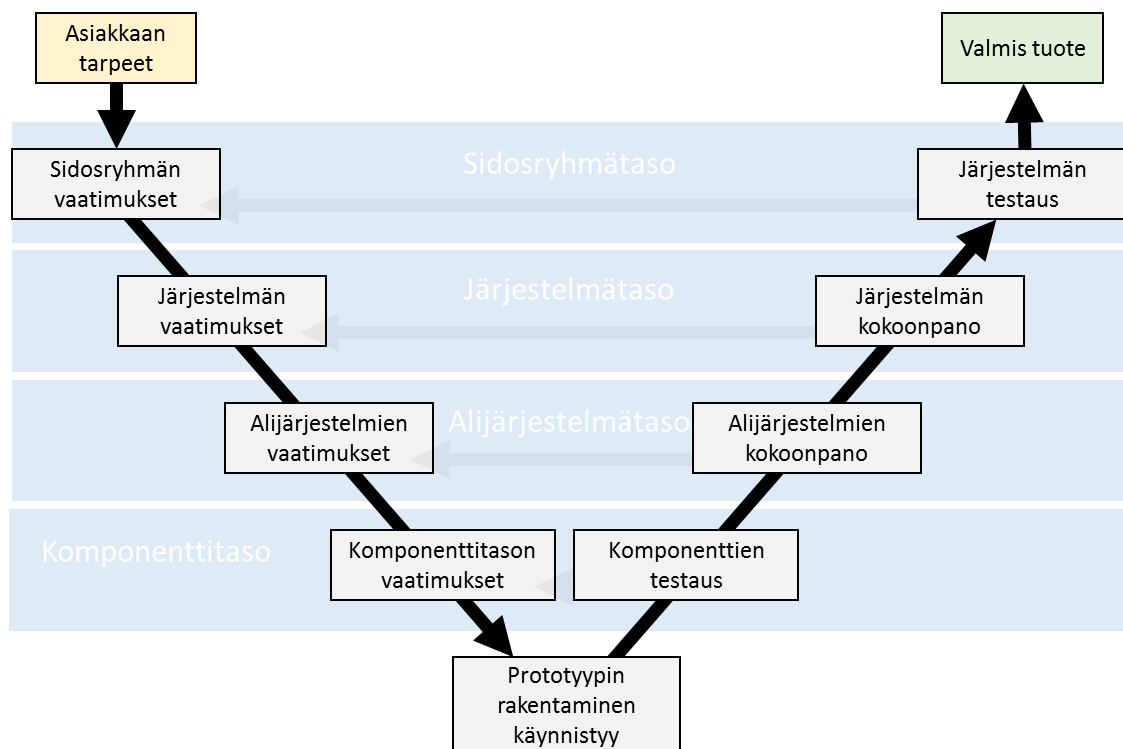 Asiakkaan
tarpeet
Valmis tuote
Sidosryhmätaso
Sidosryhmän
vaatimukset
Järjestelmän
testaus
Järjestelmätaso
Järjestelmän
vaatimukset
Järjestelmän
kokoonpano
Alijärjestelmätaso
Alijärjestelmien
vaatimukset
Alijärjestelmien
kokoonpano
Komponenttitaso
Komponenttitason
vaatimukset
Komponenttien
testaus
Prototyypin
rakentaminen
käynnistyy